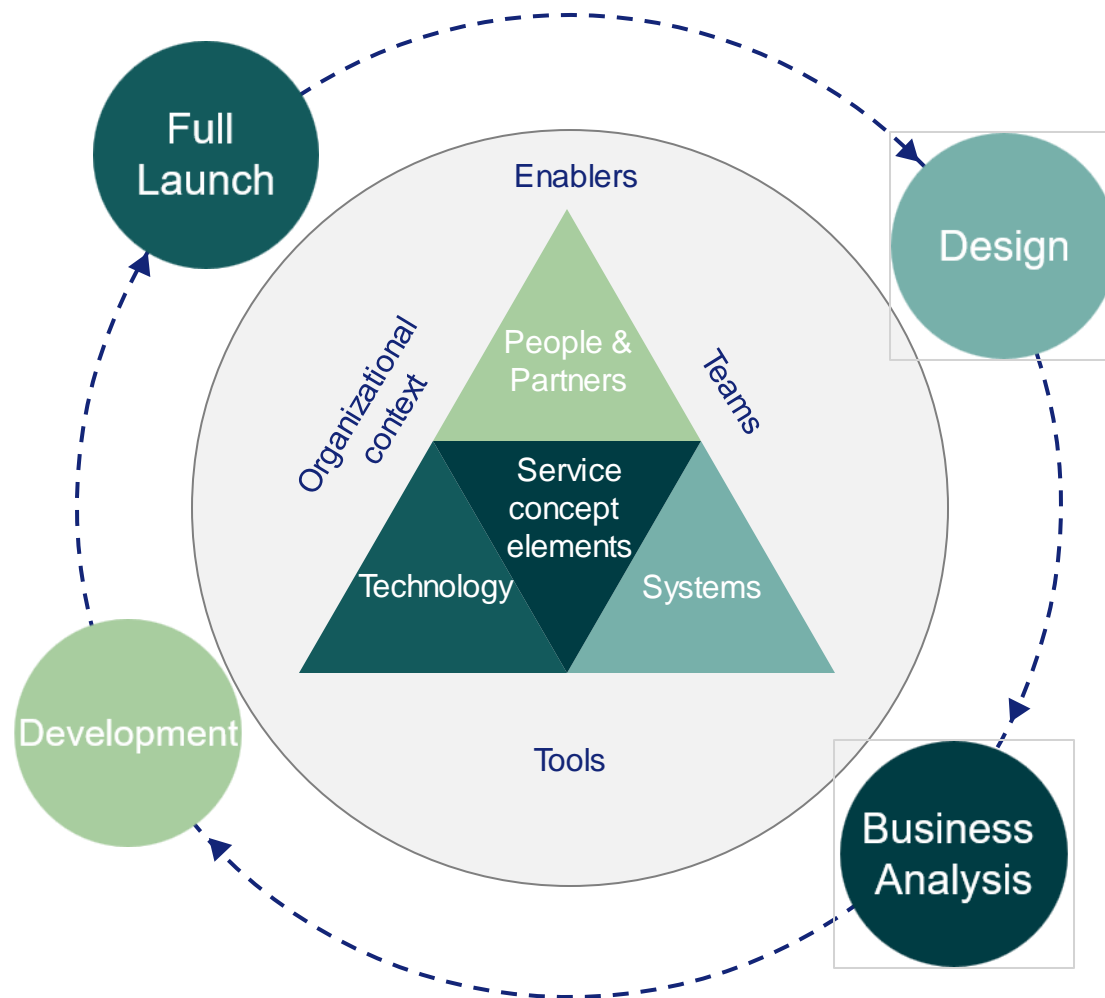 Full
Launch
Enablers
Design
People &
Partners
Organizational
context
Teams
Service
concept
elements
Technology
Systems
Development
Tools
Business
Analysis